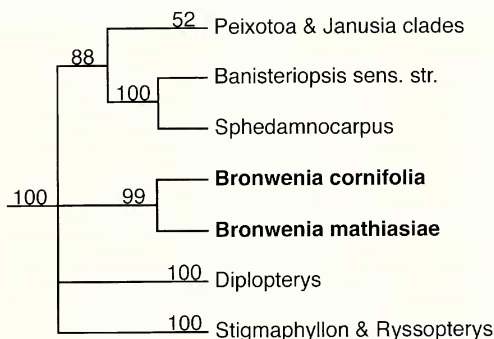 52 Peixotoa & Janusia clades
88
Banisteriopsis sens. str.
100
Sphedamnocarpus
Bronwenia cornifolia
100 99
Bronwenia mathiasiae
100 Diplopterys
100 Stigmaphyllon & Ryssopterys